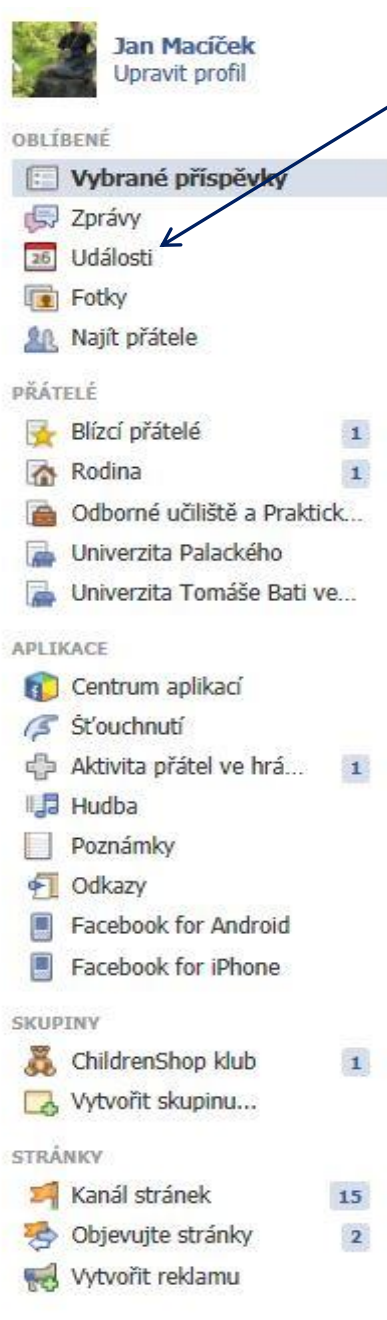 Jan Macíček
Upravit profil
OBLÍBENÉ
Vybrané příspěvky
Zprávy
26 Události
Fotky
Najít přátele
PŘÁTELÉ
Blízcí přátelé 1
Rodina 1
Odborné učiliště a Praktick...
Univerzita Palackého
Univerzita Tomáše Bati ve...
APLIKACE
Centrum aplikací
Šťouchnutí
Aktivita přátel ve hrá... 1
Hudba
Poznámky
Odkazy
Facebook for Android
Facebook for iPhone
SKUPINY
ChildrenShop klub 1
Vytvořit skupinu...
STRÁNKY
Kanál stránek 15
Objevujte stránky 2
Vytvořit reklamu